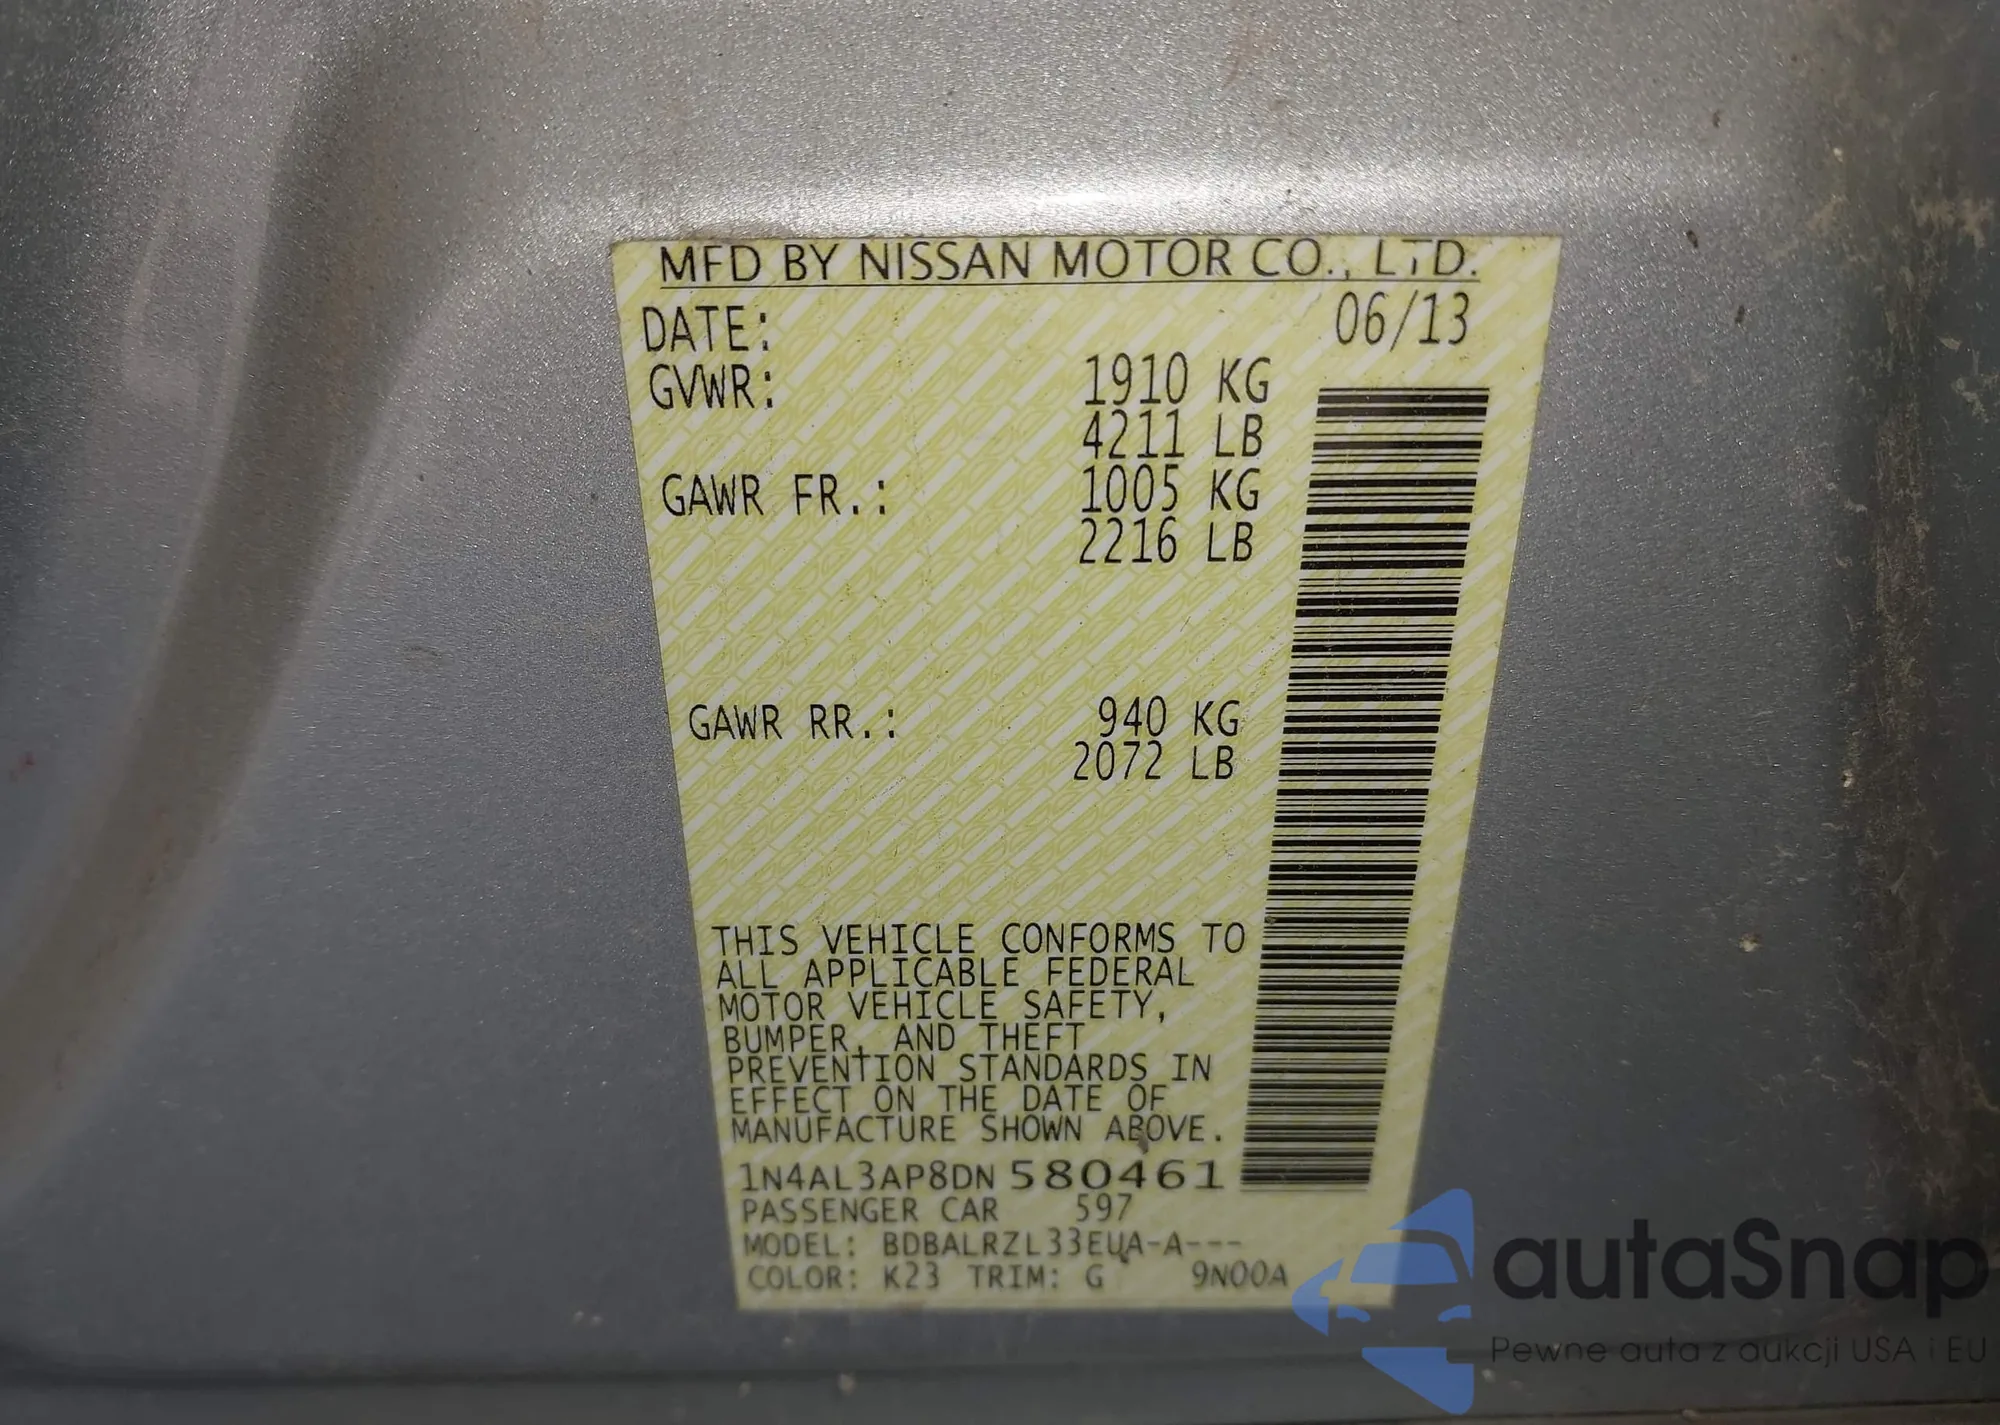 MFD BY NISSAN MOTOR CO., LTD.
DATE: 06/13
GVWR: 1910 KG
4211 LB
GAWR FR.: 1005 KG
2216 LB
GAWR RR.: 940 KG
2072 LB
THIS VEHICLE CONFORMS TO
ALL APPLICABLE FEDERAL
MOTOR VEHICLE SAFETY,
BUMPER, AND THEFT
PREVENTION STANDARDS IN
EFFECT ON THE DATE OF
MANUFACTURE SHOWN ABOVE.
1N4AL3AP8DN580461
PASSENGER CAR 597
MODEL: BDBALRZL33EUA-A---
COLOR: K23 TRIM: G 9N00A
autaSnap
Pewne auta z aukcji USA i EU